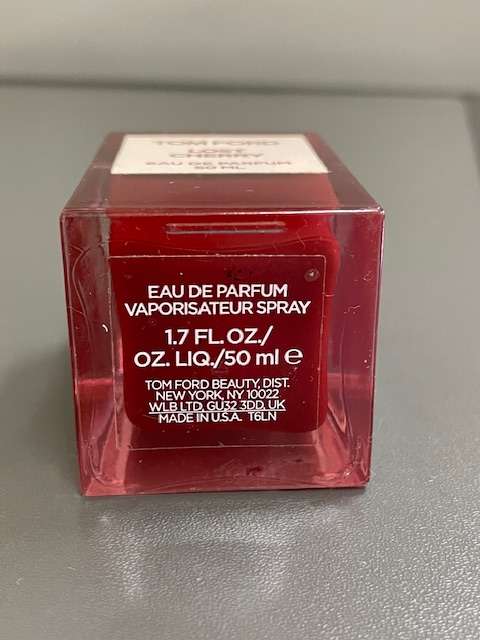 TOM FORD
LOST
CHERRY
EAU DE PARFUM
50 ML
EAU DE PARFUM
VAPORISATEUR SPRAY
1.7 FL. OZ./
OZ. LIQ./50 ml ℮
TOM FORD BEAUTY, DIST.
NEW YORK, NY 10022
WLB LTD, GU32 3DD, UK
MADE IN U.S.A. T6LN